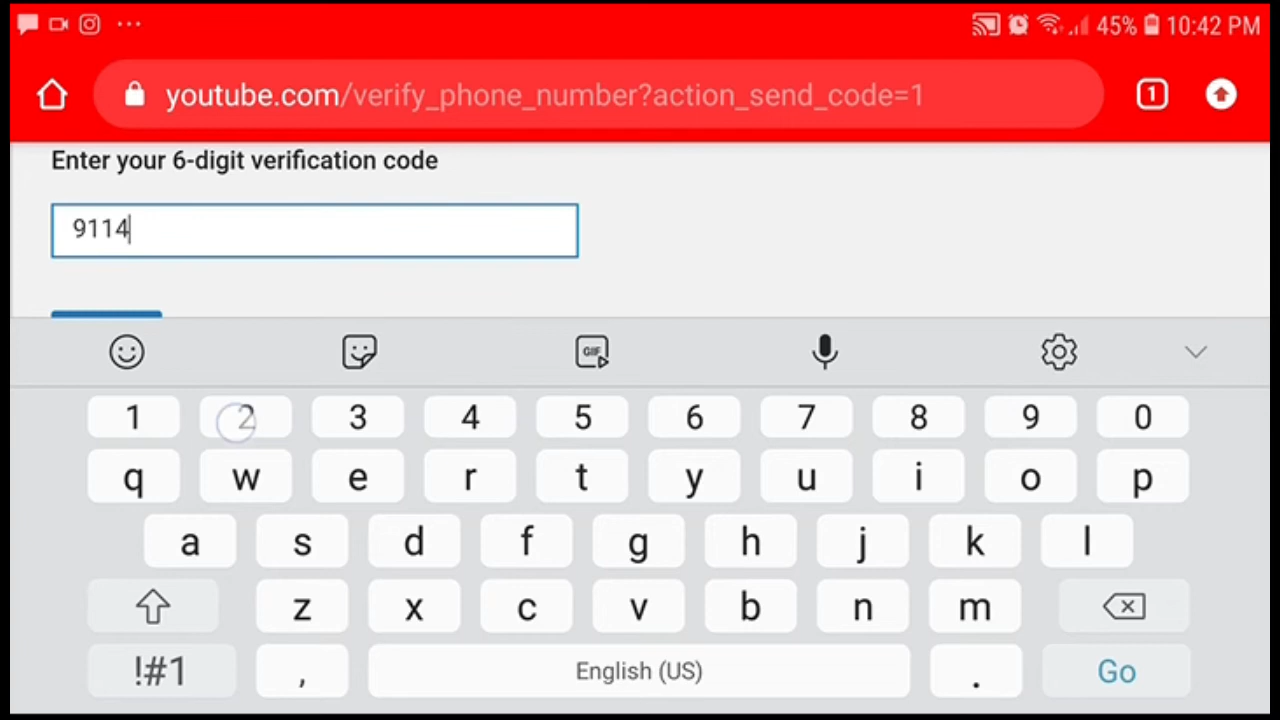 45% 10:42 PM
youtube.com/verify_phone_number?action_send_code=1
1
Enter your 6-digit verification code
9114
GIF
1 2 3 4 5 6 7 8 9 0
q w e r t y u i o p
a s d f g h j k l
z x c v b n m
!#1 , English (US) . Go